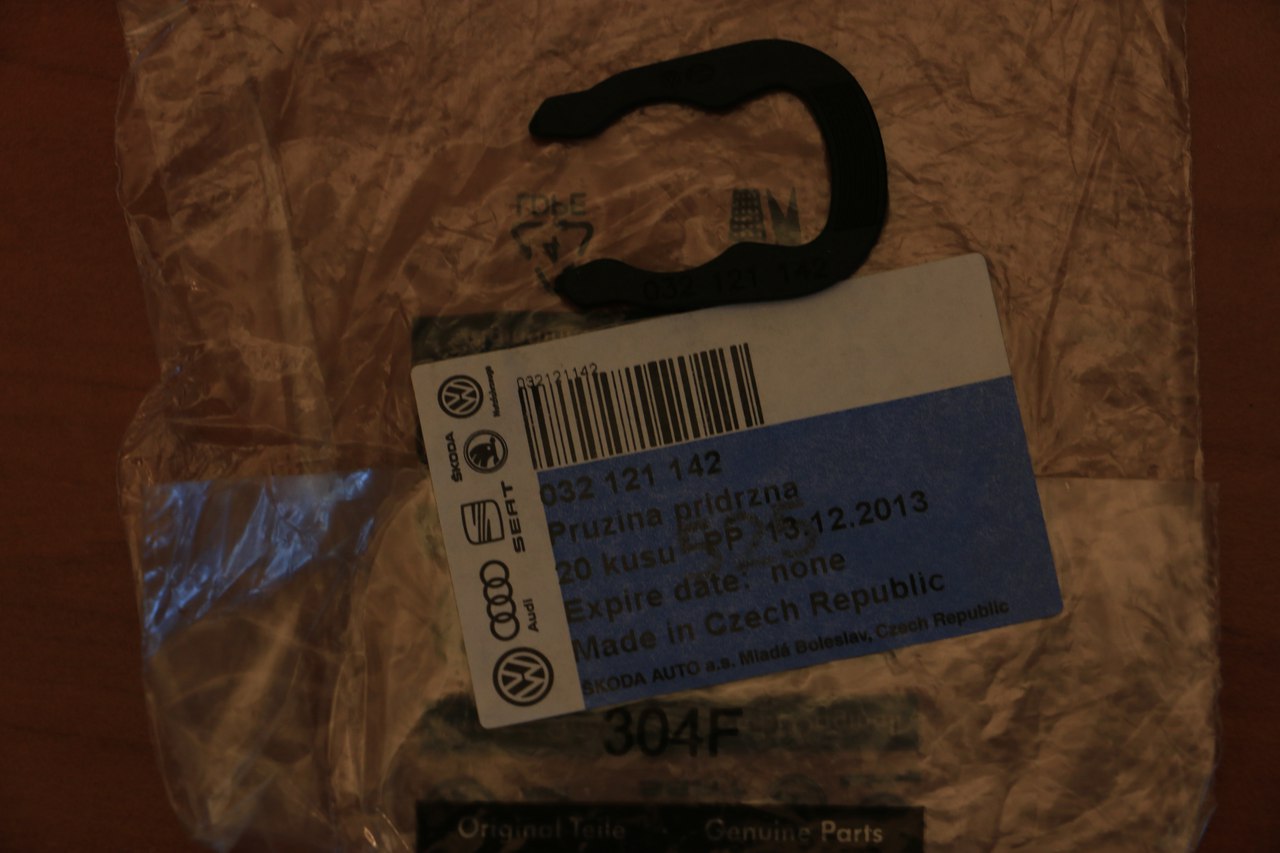 032 121 142
032121142
032 121 142
Pruzina pridrzna
20 kusu PP 13.12.2013
Expire date: none
Made in Czech Republic
ŠKODA AUTO a.s. Mladá Boleslav, Czech Republic
ŠKODA
SEAT
Audi
304F
Original Teile Genuine Parts